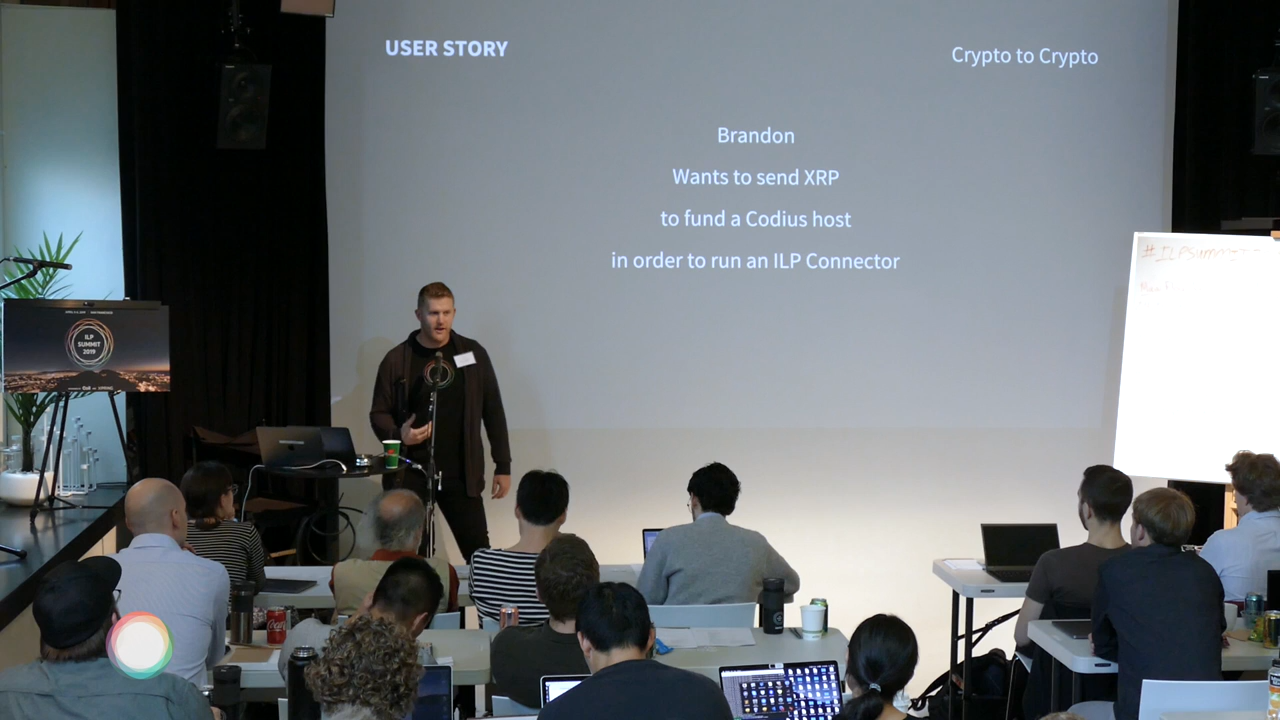 USER STORY
Crypto to Crypto
Brandon
Wants to send XRP
to fund a Codius host
in order to run an ILP Connector
ILP
SUMMIT
2019